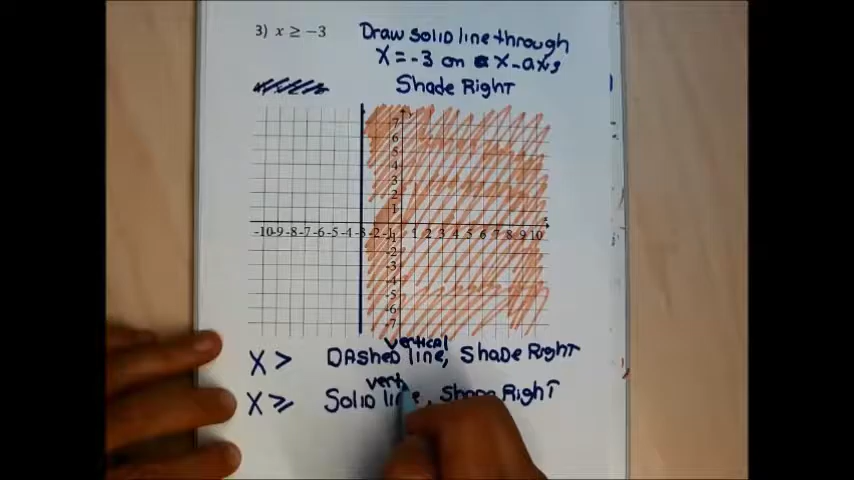 3) x ≥ −3
Draw solid line through
X = -3 on x-axis
Shade Right
y
7
6
5
4
3
2
1
x
-10 -9 -8 -7 -6 -5 -4 -3 -2 -1 1 2 3 4 5 6 7 8 9 10
-1
-2
-3
-4
-5
-6
-7
vertical
X > DAshed line, Shade Right
vert
X ≥ Solid line, Shade Right